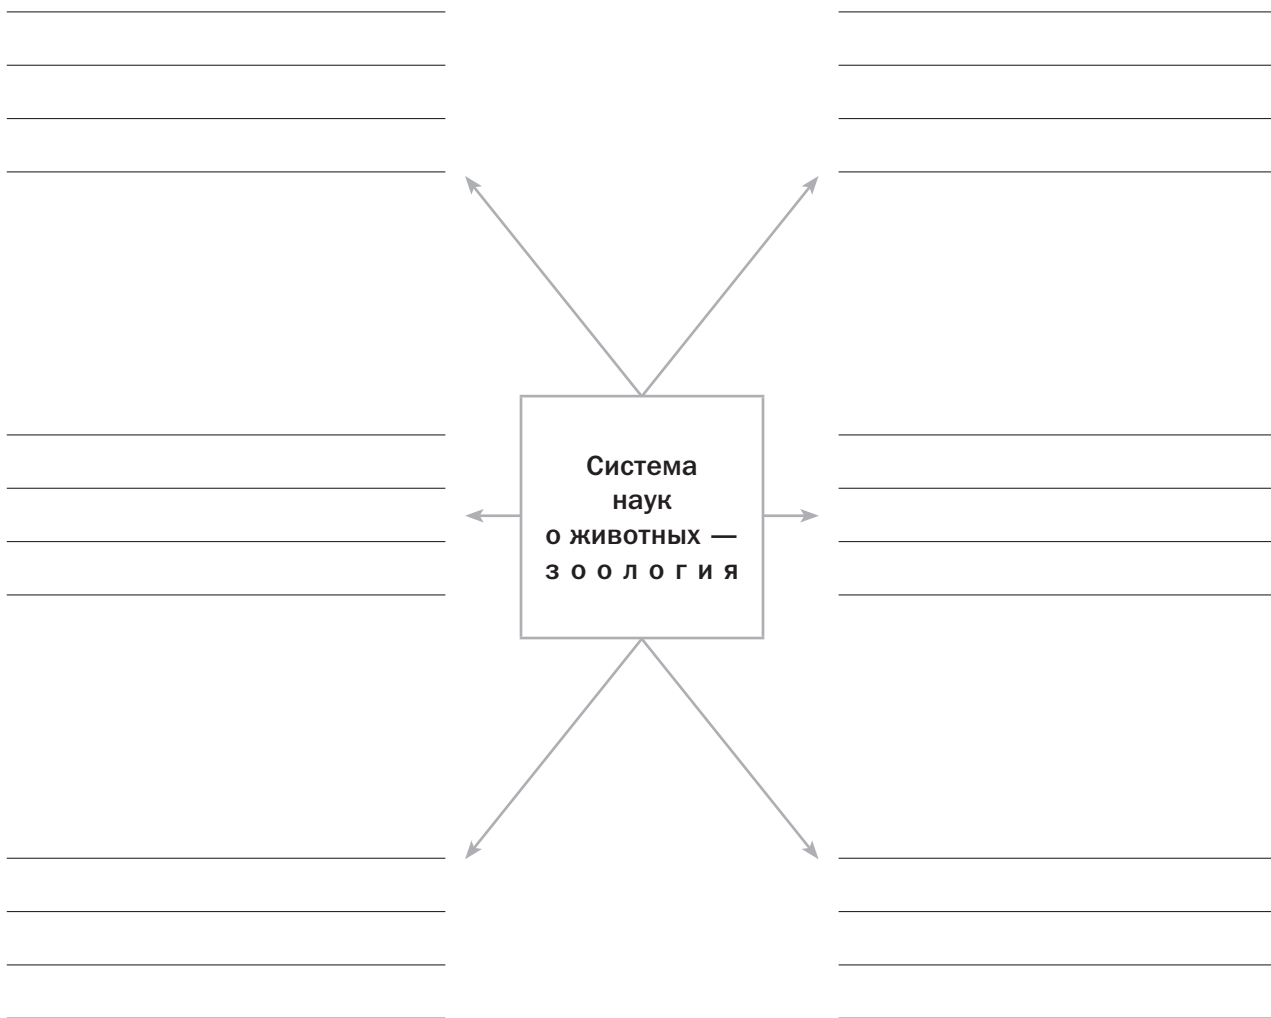 Система
наук
о животных —
з о о л о г и я